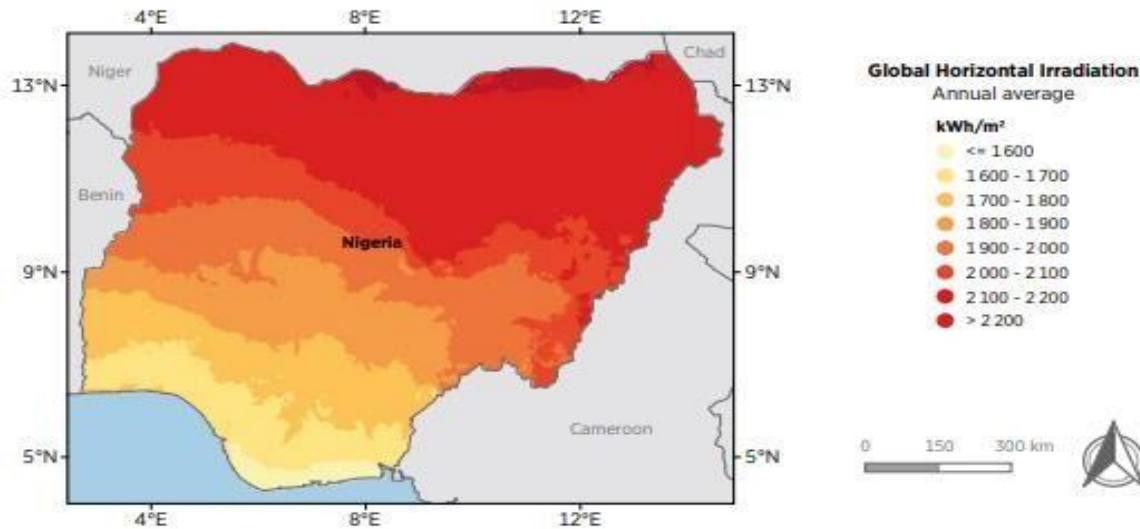 4°E 8°E 12°E
Niger
Chad
13°N 13°N
Benin
Nigeria
9°N 9°N
Cameroon
5°N 5°N
4°E 8°E 12°E
Global Horizontal Irradiation
Annual average
kWh/m²
<= 1 600
1 600 - 1 700
1 700 - 1 800
1 800 - 1 900
1 900 - 2 000
2 000 - 2 100
2 100 - 2 200
> 2 200
0 150 300 km